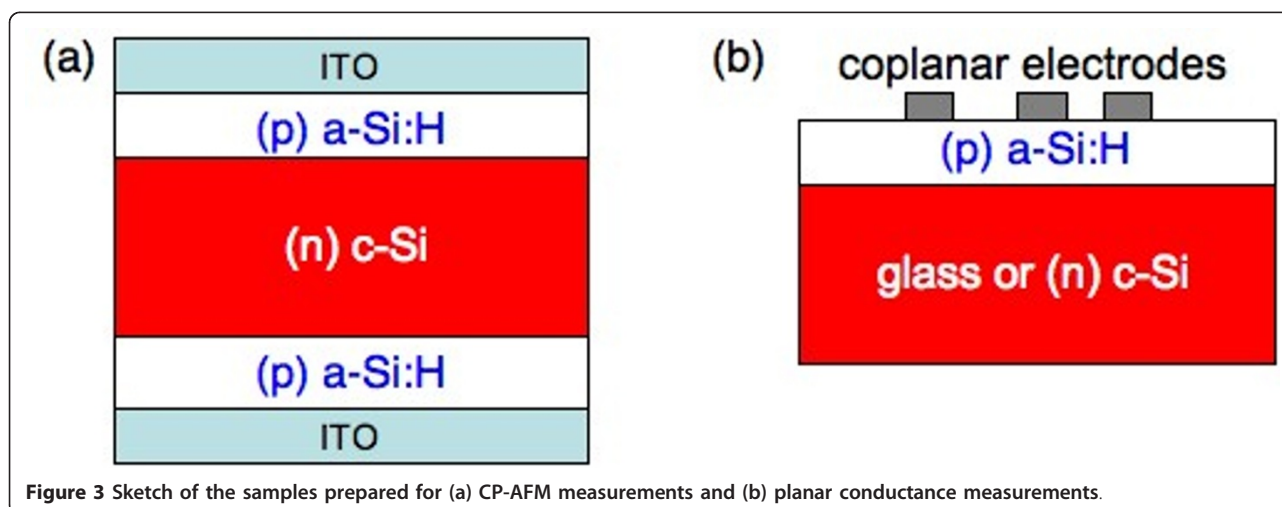 (a)
ITO
(p) a-Si:H
(n) c-Si
(p) a-Si:H
ITO
(b)
coplanar electrodes
(p) a-Si:H
glass or (n) c-Si
Figure 3 Sketch of the samples prepared for (a) CP-AFM measurements and (b) planar conductance measurements.